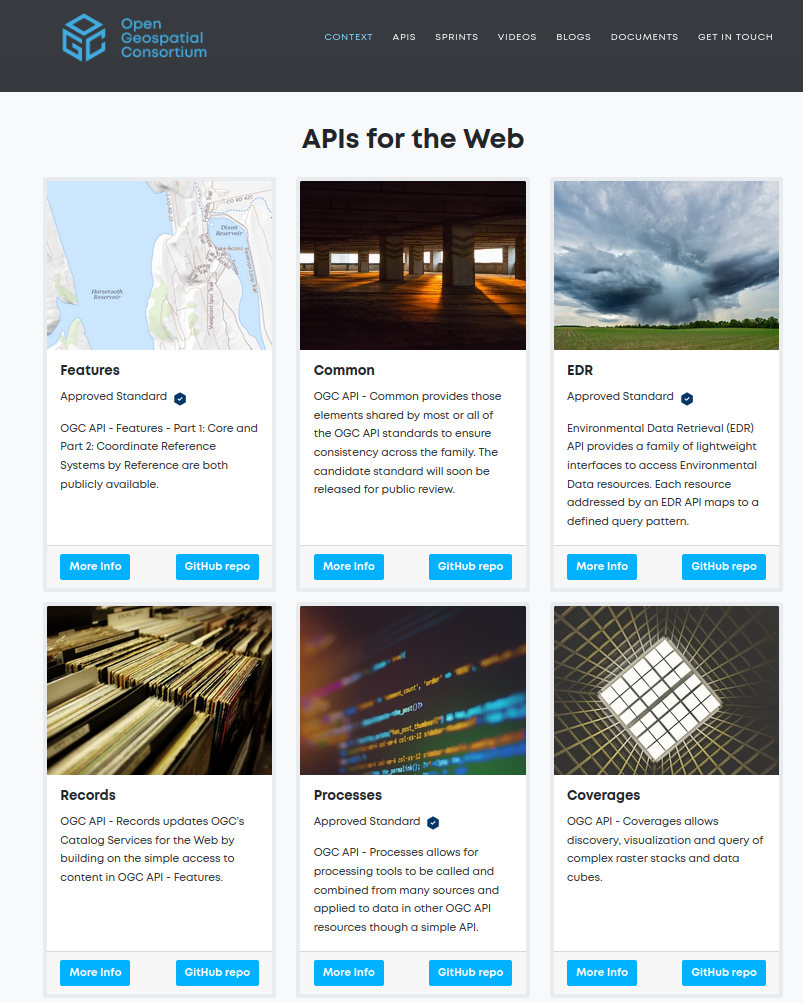 Open
Geospatial
Consortium
CONTEXT APIS SPRINTS VIDEOS BLOGS DOCUMENTS GET IN TOUCH
APIs for the Web
Dixon
Reservoir
Horsetooth
Reservoir
Features
Approved Standard
OGC API - Features - Part 1: Core and
Part 2: Coordinate Reference
Systems by Reference are both
publicly available.
More Info GitHub repo
Common
OGC API - Common provides those
elements shared by most or all of
the OGC API standards to ensure
consistency across the family. The
candidate standard will soon be
released for public review.
More Info GitHub repo
EDR
Approved Standard
Environmental Data Retrieval (EDR)
API provides a family of lightweight
interfaces to access Environmental
Data resources. Each resource
addressed by an EDR API maps to a
defined query pattern.
More Info GitHub repo
Records
OGC API - Records updates OGC's
Catalog Services for the Web by
building on the simple access to
content in OGC API - Features.
More Info GitHub repo
Processes
Approved Standard
OGC API - Processes allows for
processing tools to be called and
combined from many sources and
applied to data in other OGC API
resources though a simple API.
More Info GitHub repo
Coverages
OGC API - Coverages allows
discovery, visualization and query of
complex raster stacks and data
cubes.
More Info GitHub repo